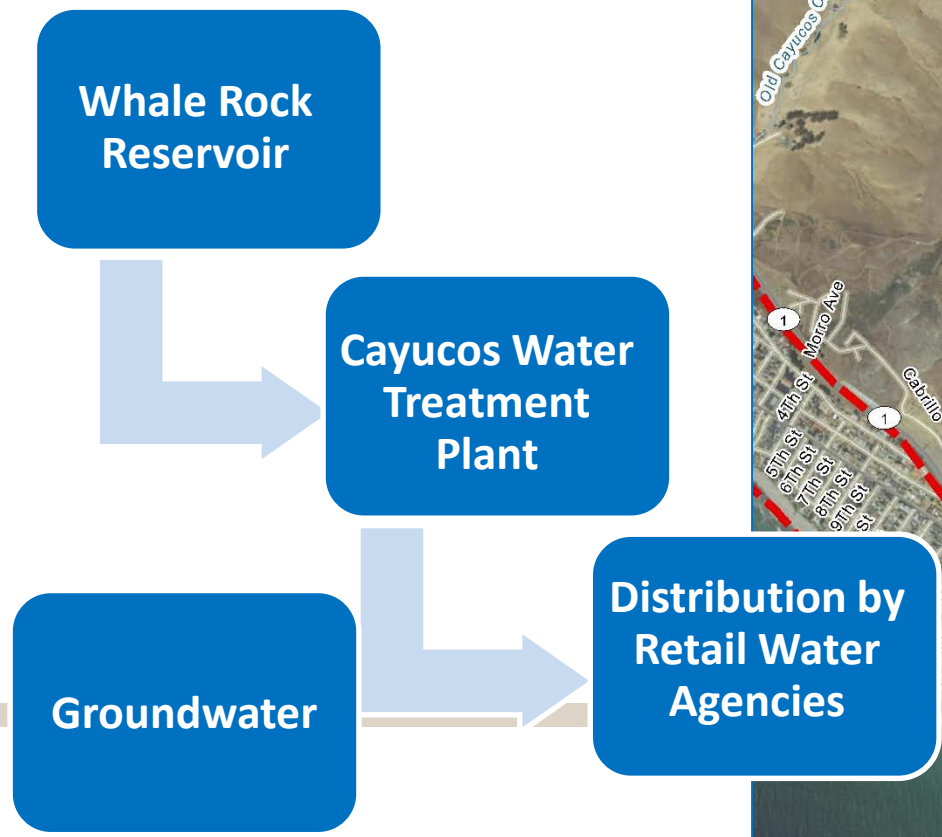 Whale Rock
Reservoir
Cayucos Water
Treatment
Plant
Distribution by
Retail Water
Agencies
Groundwater
Old Cayucos
1
Morro Ave
Cabrillo
1
4Th St
5Th St
6Th St
7Th St
8Th St
9Th St
St